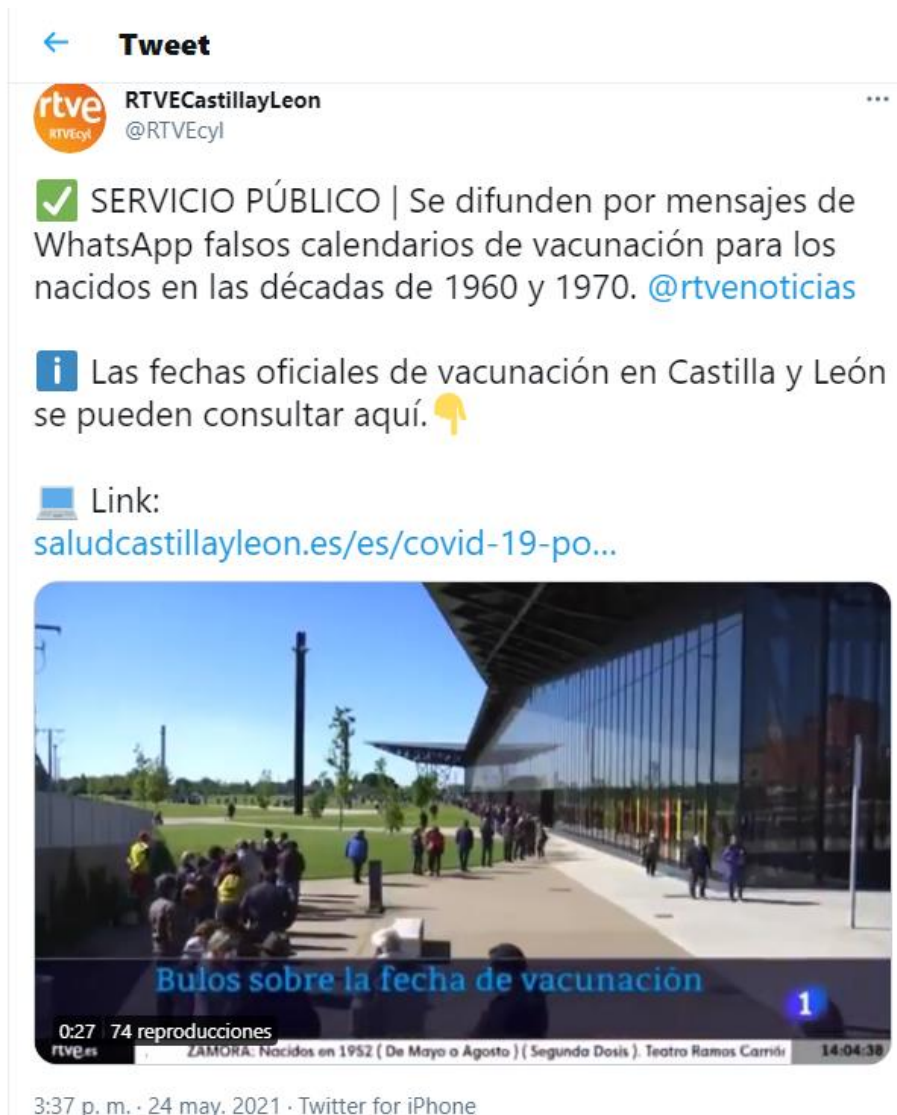 Tweet
rtve
RTVEcyl
RTVECastillayLeon
@RTVEcyl
SERVICIO PÚBLICO | Se difunden por mensajes de
WhatsApp falsos calendarios de vacunación para los
nacidos en las décadas de 1960 y 1970. @rtvenoticias
Las fechas oficiales de vacunación en Castilla y León
se pueden consultar aquí.
Link:
saludcastillayleon.es/es/covid-19-po...
Bulos sobre la fecha de vacunación
1
0:27 74 reproducciones
rtve.es
ZAMORA: Nacidos en 1952 ( De Mayo a Agosto ) ( Segunda Dosis ). Teatro Ramos Carrió
14:04:38
3:37 p. m. · 24 may. 2021 · Twitter for iPhone